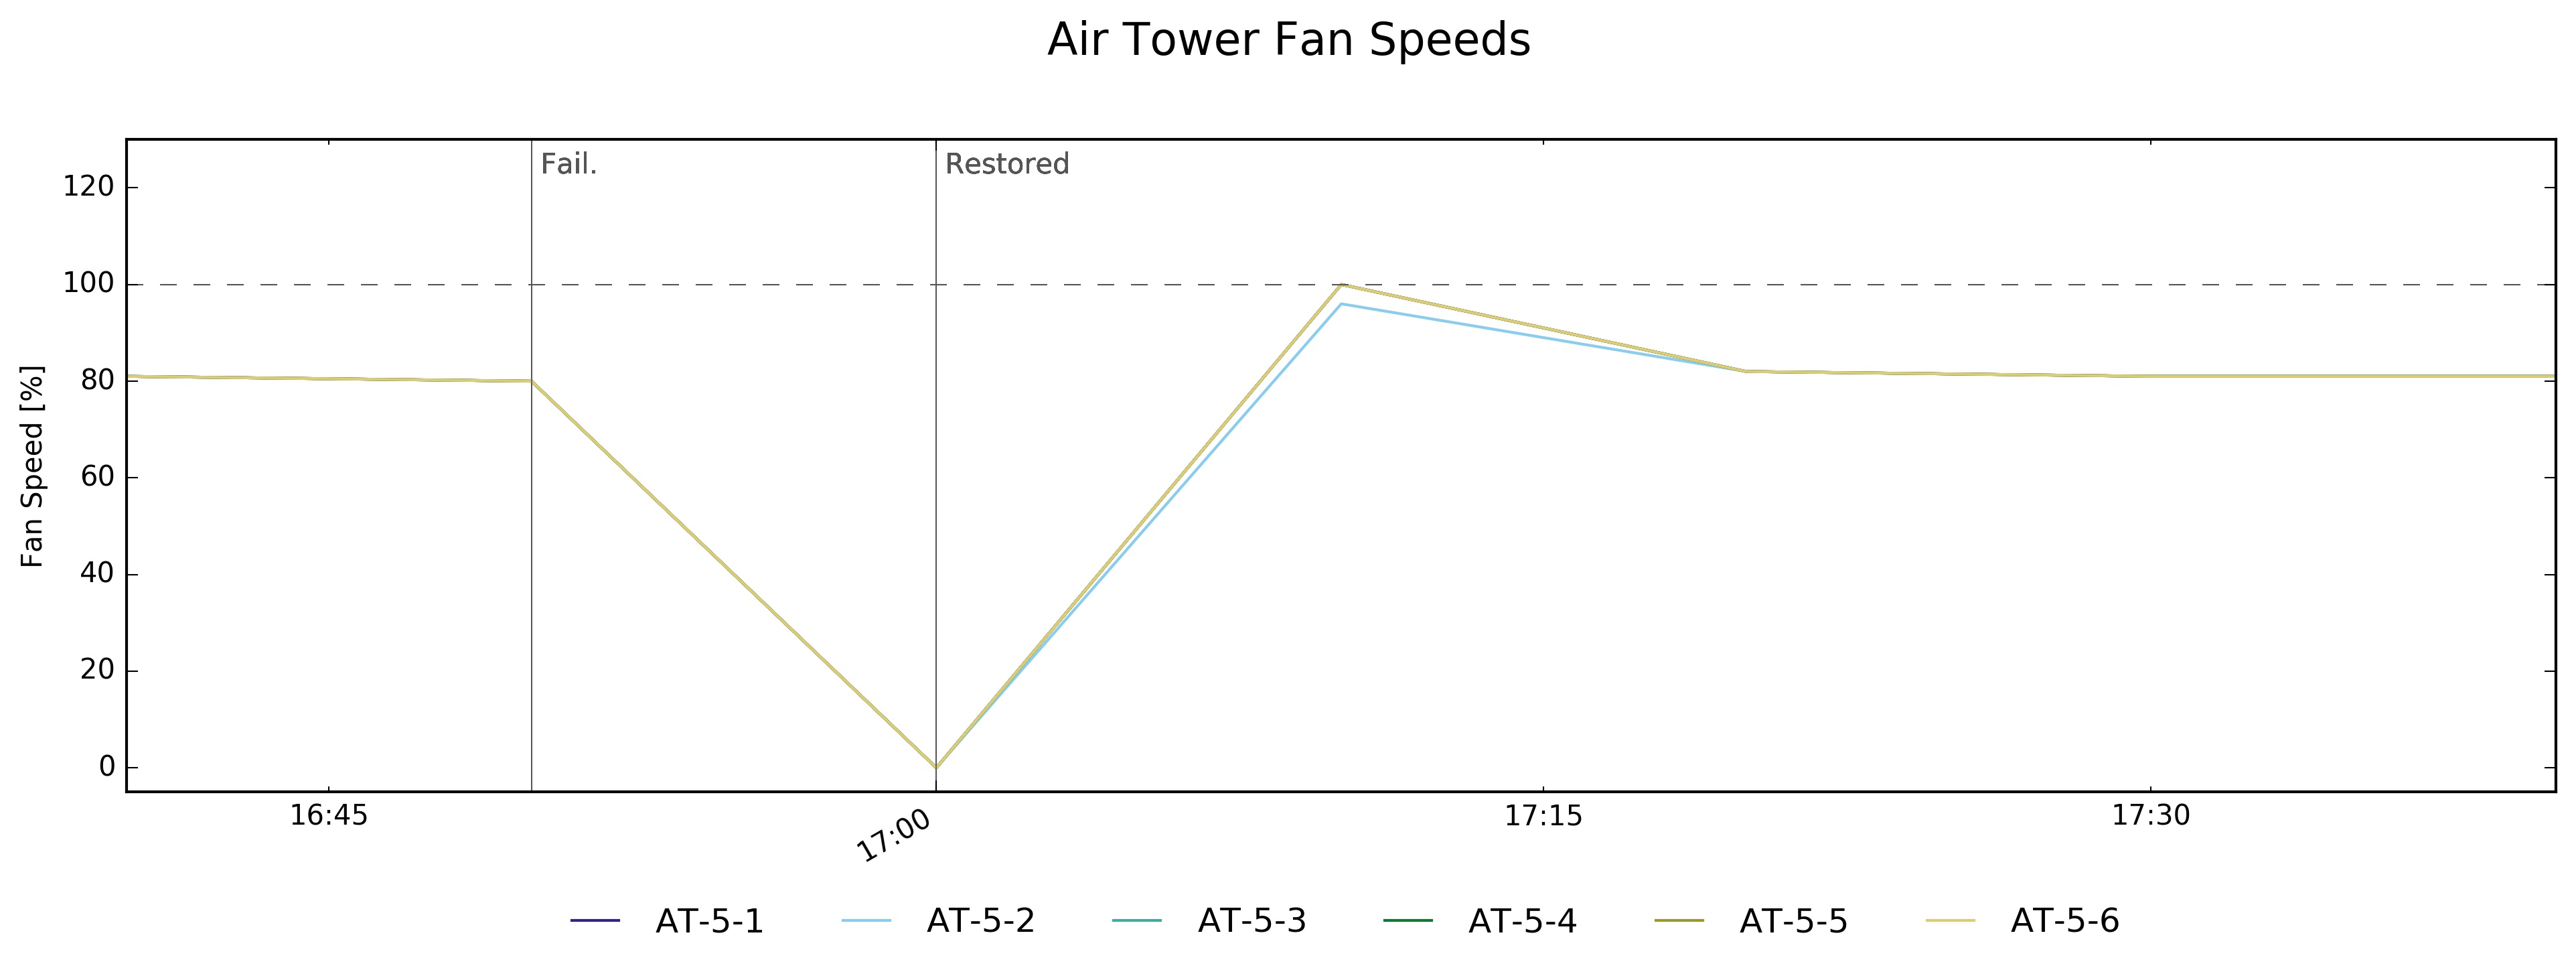 Air Tower Fan Speeds
Fail.
Restored
120
100
80
60
40
20
0
Fan Speed [%]
16:45
17:00
17:15
17:30
AT-5-1
AT-5-2
AT-5-3
AT-5-4
AT-5-5
AT-5-6